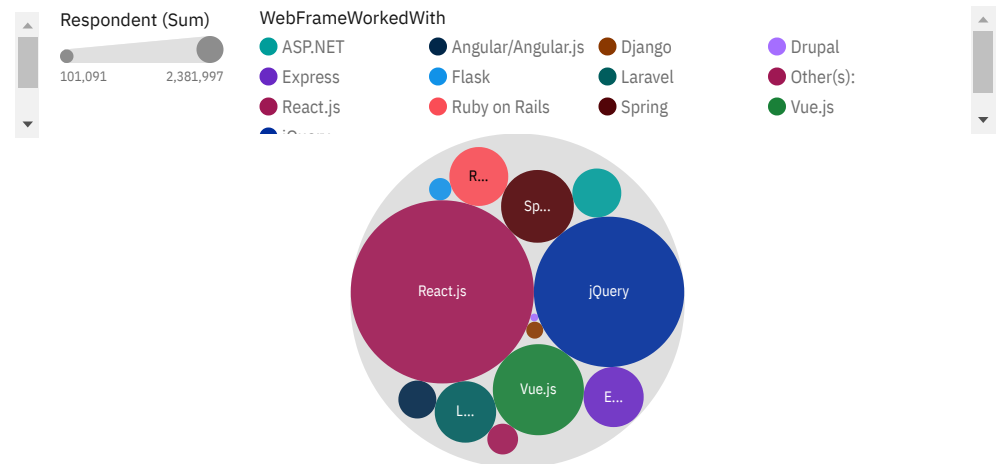 Respondent (Sum)
101,091 2,381,997
WebFrameWorkedWith
ASP.NET Angular/Angular.js Django Drupal
Express Flask Laravel Other(s):
React.js Ruby on Rails Spring Vue.js
jQuery
R...
Sp...
React.js jQuery
Vue.js
E...
L...